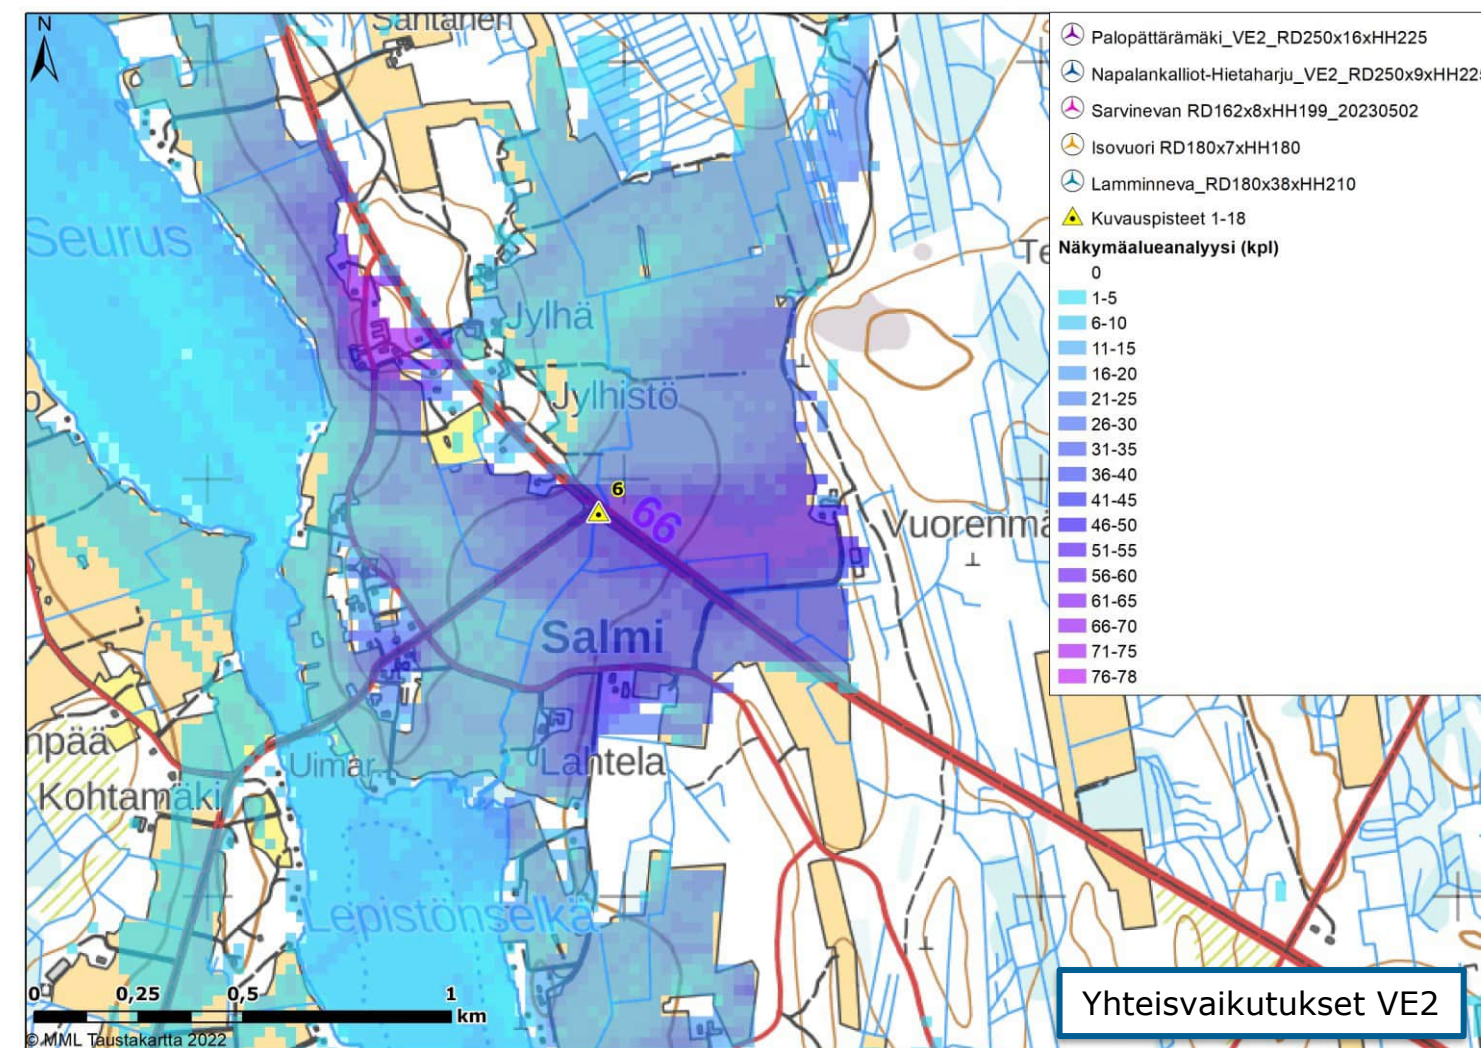 N
Santanen
Seurus
Jylhä
Jylhistö
6
66
Vuorenmä
Te
Salmi
Lahtela
Uimar.
npää
Kohtamäki
Lepistönselkä
Palopättärämäki_VE2_RD250x16xHH225
Napalankalliot-Hietaharju_VE2_RD250x9xHH225
Sarvinevan RD162x8xHH199_20230502
Isovuori RD180x7xHH180
Lamminneva_RD180x38xHH210
Kuvauspisteet 1-18
Näkymäalueanalyysi (kpl)
0
1-5
6-10
11-15
16-20
21-25
26-30
31-35
36-40
41-45
46-50
51-55
56-60
61-65
66-70
71-75
76-78
0 0,25 0,5 1
km
© MML Taustakartta 2022
Yhteisvaikutukset VE2